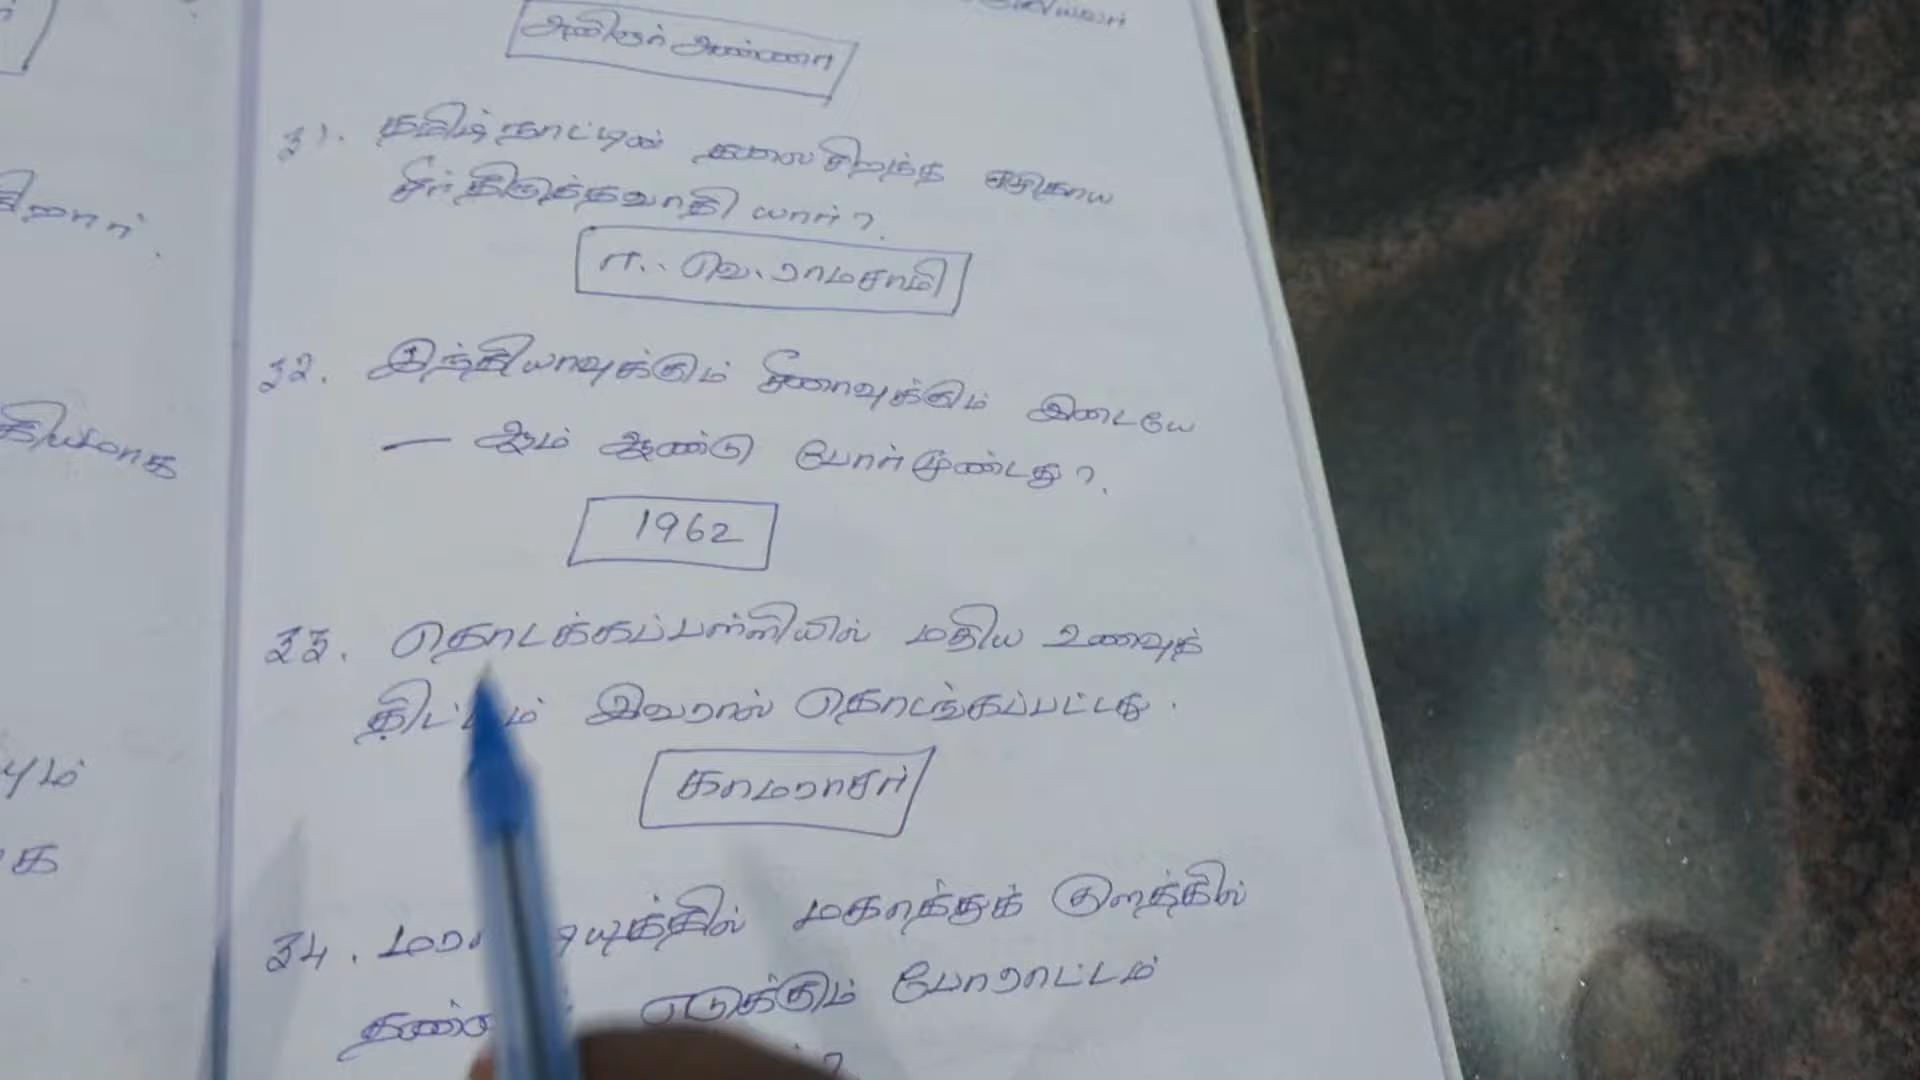 அறிஞர் அண்ணா
31. தமிழ்நாட்டின் தலைசிறந்த சமுதாய
சீர்திருத்தவாதி யார்?
ஈ.வெ.ராமசாமி
32. இந்தியாவுக்கும் சீனாவுக்கும் இடையே
— ஆம் ஆண்டு போர் மூண்டது?
1962
33. தொடக்கப்பள்ளியில் மதிய உணவுத்
திட்டம் இவரால் தொடங்கப்பட்டது.
காமராசர்
34. மகாத்துக் குளத்தில்
எடுக்கும் போராட்டம்